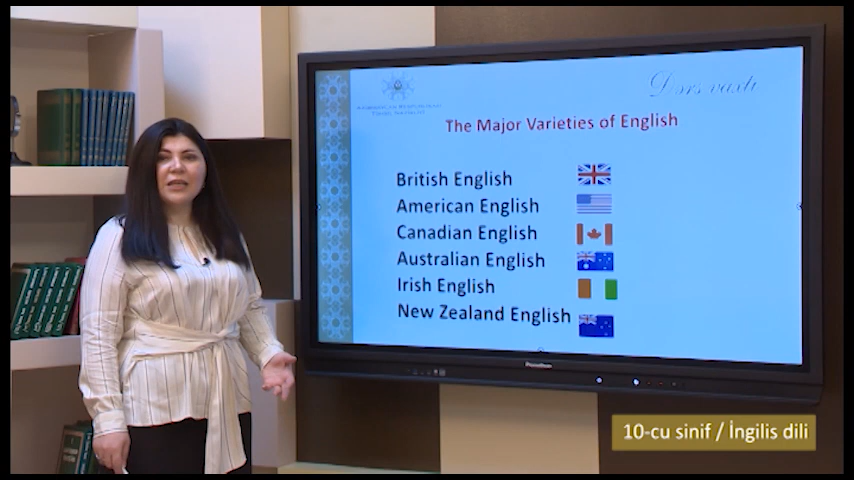 Dərs vaxtı
The Major Varieties of English
British English
American English
Canadian English
Australian English
Irish English
New Zealand English
Promethean
10-cu sinif / İngilis dili